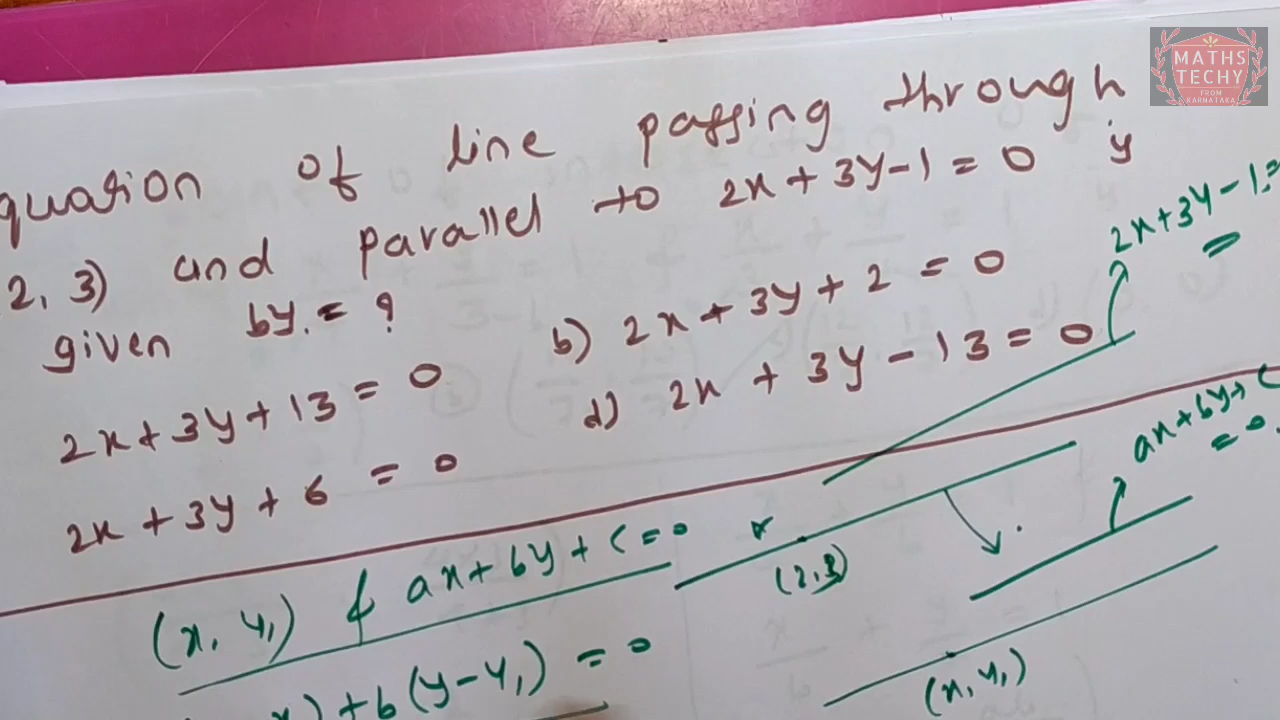 quation of line passing through
2, 3) and parallel to 2x + 3y - 1 = 0 is
given by = ?
2x + 3y + 13 = 0 b) 2x + 3y + 2 = 0
2x + 3y + 6 = 0 d) 2x + 3y - 13 = 0
2x + 3y - 1 =
ax + by + c = 0.
(x, y₁) & ax + by + c = 0
(2,3)
x) + b(y - y₁) = 0
(x, y₁)
MATHS
TECHY
FROM
KARNATAKA